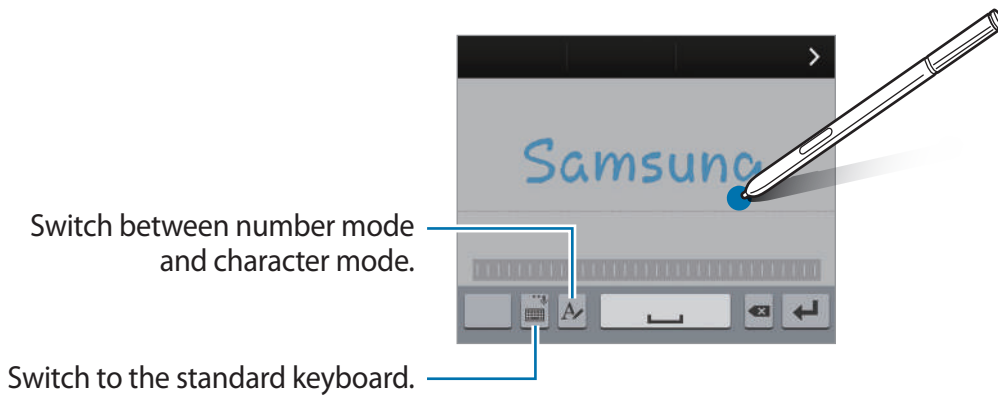 Samsung
Switch between number mode
and character mode.
Switch to the standard keyboard.